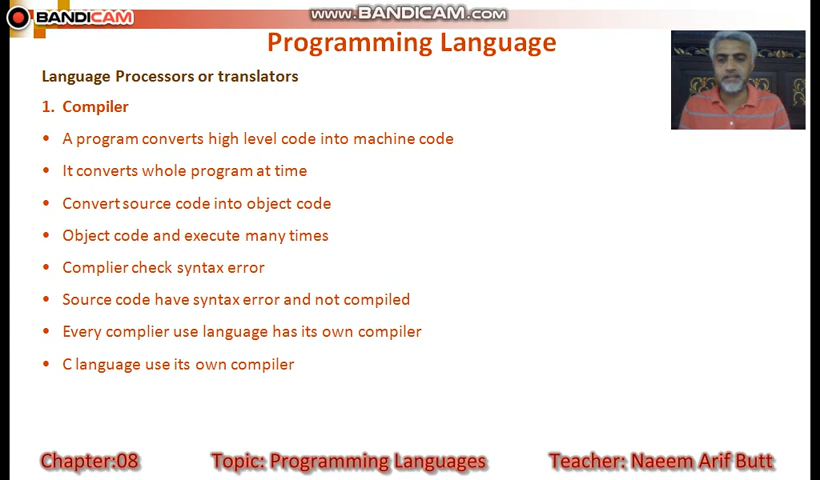 BANDICAM
WWW.BANDICAM.COM
Programming Language
Language Processors or translators
1. Compiler
• A program converts high level code into machine code
• It converts whole program at time
• Convert source code into object code
• Object code and execute many times
• Complier check syntax error
• Source code have syntax error and not compiled
• Every complier use language has its own compiler
• C language use its own compiler
Chapter:08 Topic: Programming Languages Teacher: Naeem Arif Butt